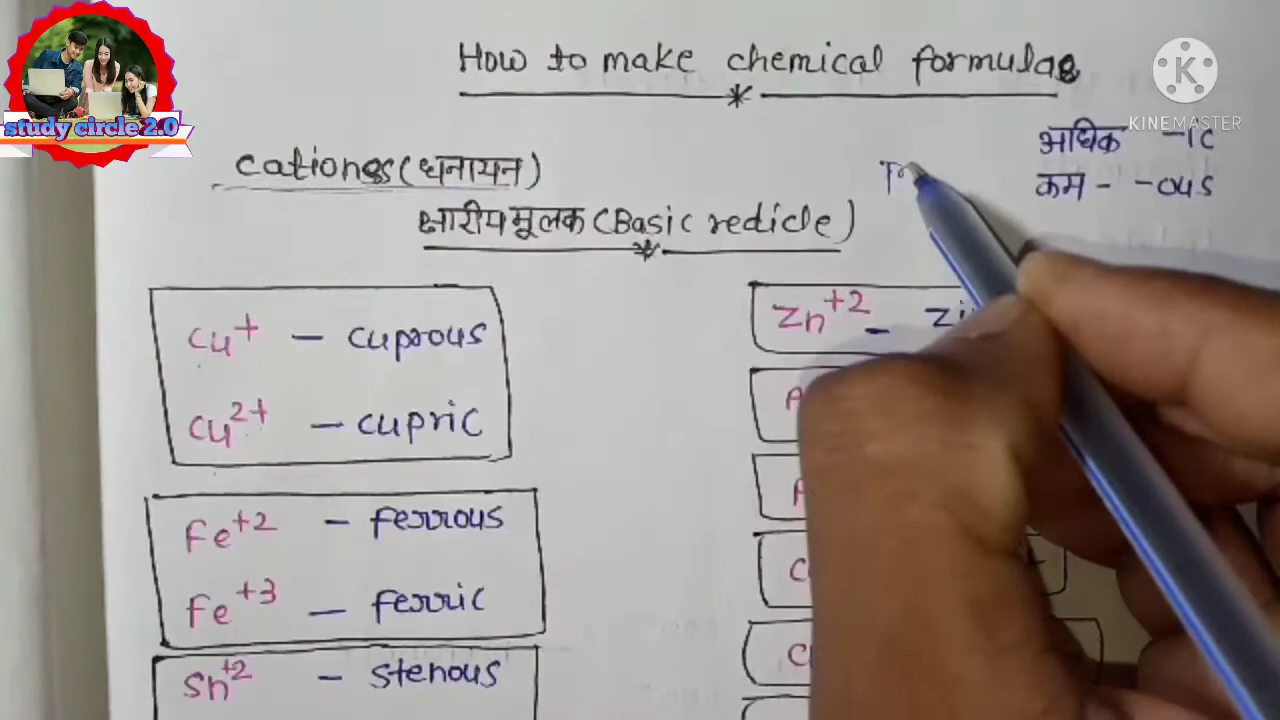 How to make chemical formulas
study circle 2.0
KINEMASTER
अधिक -ic
कम - -ous
cations (धनायन)
क्षारीय मूलक (Basic redicle)
Cu+ - cuprous
Cu2+ - cupric
Fe+2 - ferrous
Fe+3 - ferric
Sn+2 - stenous
Zn+2 -